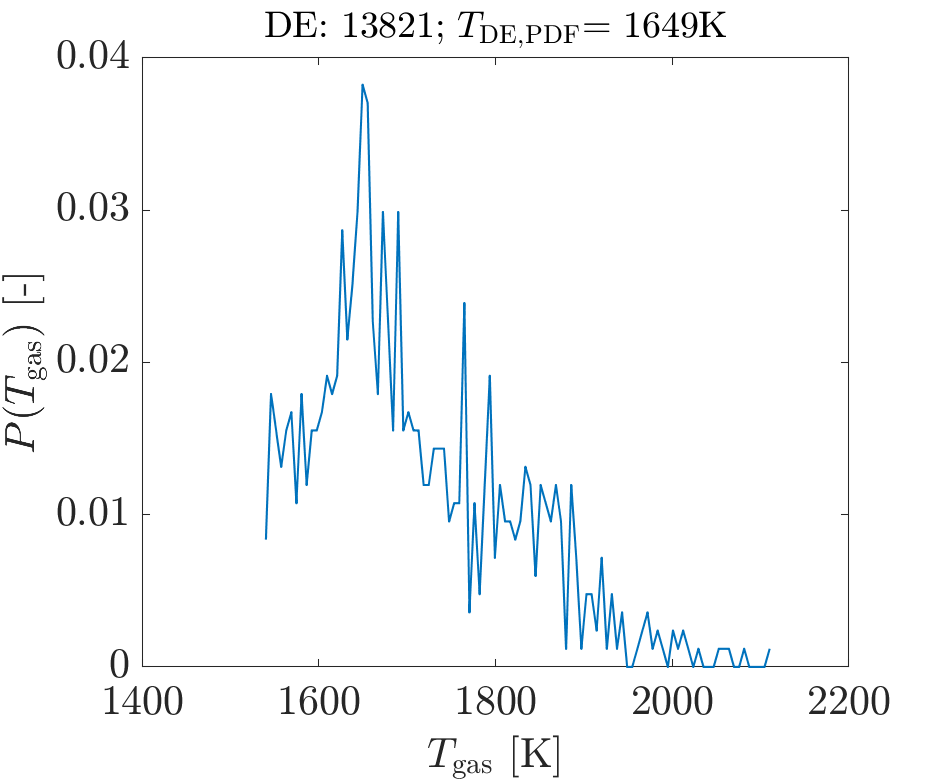 DE: 13821; T_DE,PDF= 1649K
0.04
0.03
0.02
0.01
0
P(T_gas) [-]
1400 1600 1800 2000 2200
T_gas [K]